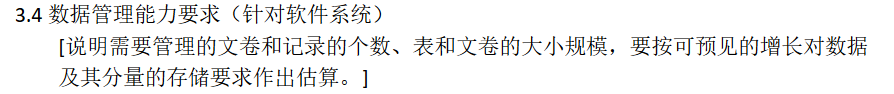 3.4 数据管理能力要求（针对软件系统）
[说明需要管理的文卷和记录的个数、表和文卷的大小规模，要按可预见的增长对数据
及其分量的存储要求作出估算。]